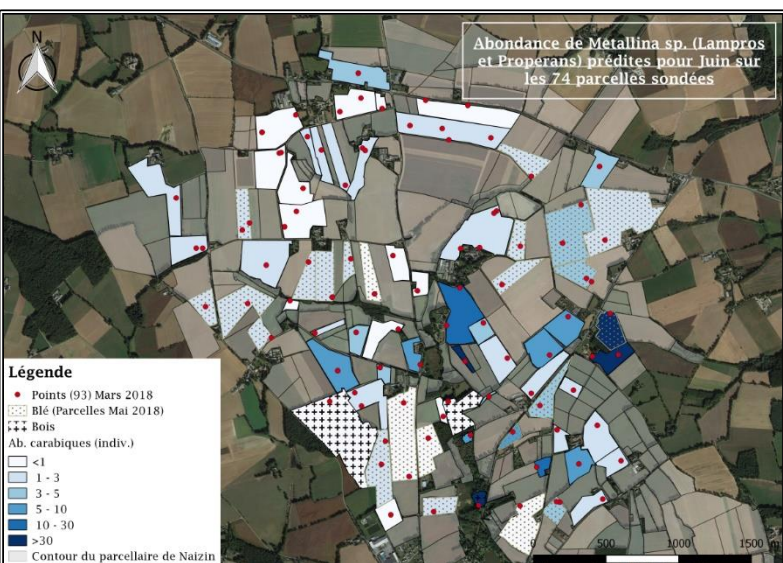 N
Abondance de Metallina sp. (Lampros
et Properans) prédites pour Juin sur
les 74 parcelles sondées
Légende
Points (93) Mars 2018
Blé (Parcelles Mai 2018)
Bois
Ab. carabiques (indiv.)
<1
1 - 3
3 - 5
5 - 10
10 - 30
>30
Contour du parcellaire de Naizin
0 500 1000 1500 m